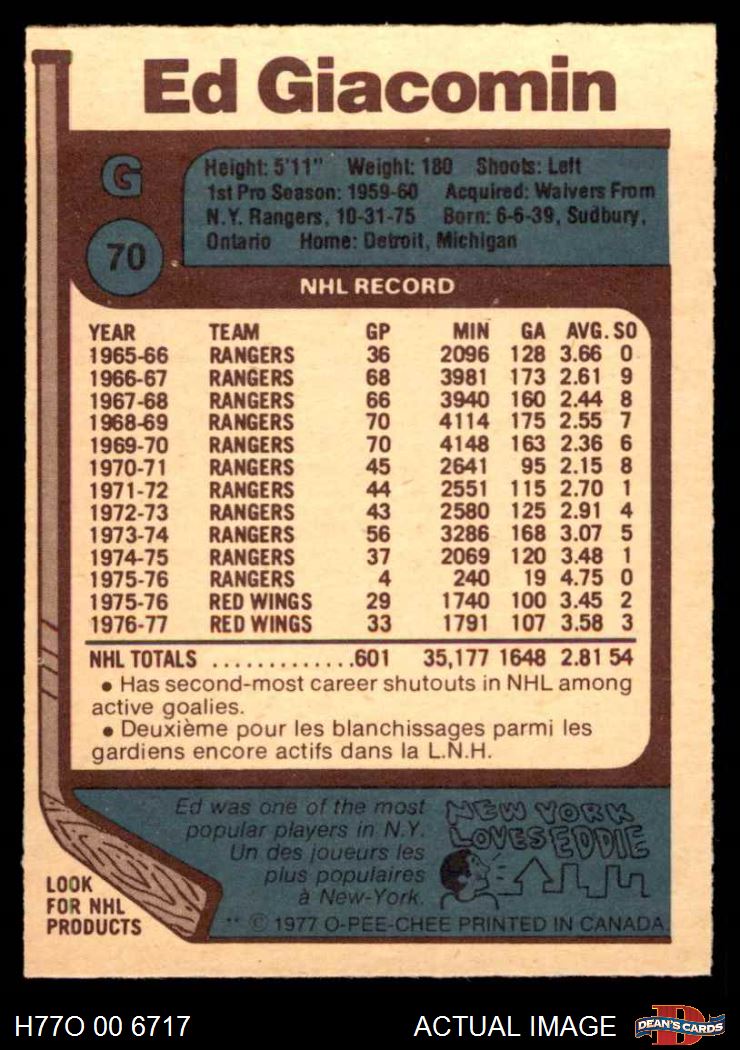 Ed Giacomin
G
70
Height: 5'11" Weight: 180 Shoots: Left
1st Pro Season: 1959-60 Acquired: Waivers From
N.Y. Rangers, 10-31-75 Born: 6-6-39, Sudbury,
Ontario Home: Detroit, Michigan
NHL RECORD
YEAR TEAM GP MIN GA AVG. SO
1965-66 RANGERS 36 2096 128 3.66 0
1966-67 RANGERS 68 3981 173 2.61 9
1967-68 RANGERS 66 3940 160 2.44 8
1968-69 RANGERS 70 4114 175 2.55 7
1969-70 RANGERS 70 4148 163 2.36 6
1970-71 RANGERS 45 2641 95 2.15 8
1971-72 RANGERS 44 2551 115 2.70 1
1972-73 RANGERS 43 2580 125 2.91 4
1973-74 RANGERS 56 3286 168 3.07 5
1974-75 RANGERS 37 2069 120 3.48 1
1975-76 RANGERS 4 240 19 4.75 0
1975-76 RED WINGS 29 1740 100 3.45 2
1976-77 RED WINGS 33 1791 107 3.58 3
NHL TOTALS .............601 35,177 1648 2.81 54
• Has second-most career shutouts in NHL among
active goalies.
• Deuxième pour les blanchissages parmi les
gardiens encore actifs dans la L.N.H.
Ed was one of the most
popular players in N.Y.
Un des joueurs les
plus populaires
à New-York.
NEW YORK
LOVES EDDIE
LOOK
FOR NHL
PRODUCTS
** © 1977 O-PEE-CHEE PRINTED IN CANADA.
H77O 00 6717
ACTUAL IMAGE
D
DEAN'S CARDS